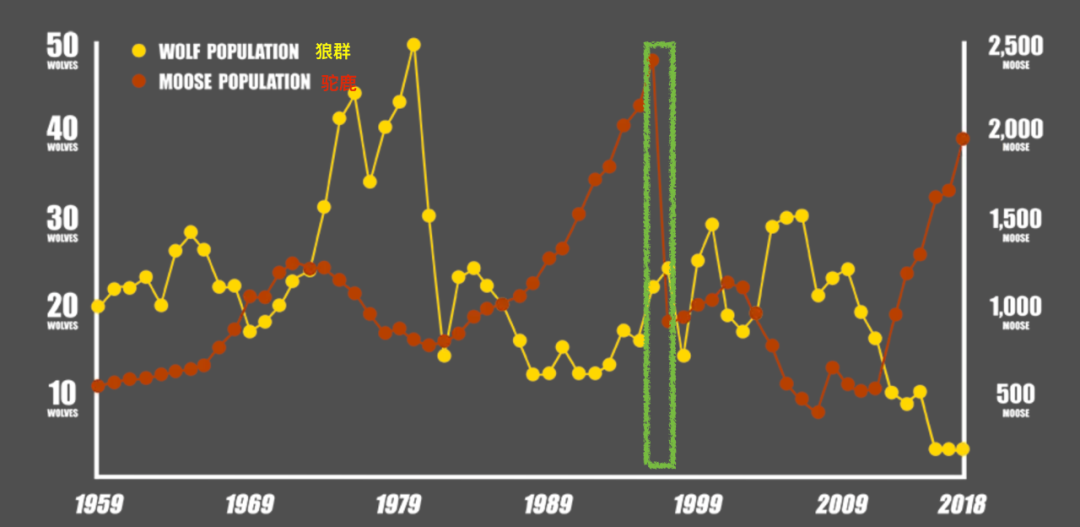 50
WOLVES
WOLF POPULATION 狼群
MOOSE POPULATION 驼鹿
40
WOLVES
30
WOLVES
20
WOLVES
10
WOLVES
2,500
MOOSE
2,000
MOOSE
1,500
MOOSE
1,000
MOOSE
500
MOOSE
1959 1969 1979 1989 1999 2009 2018